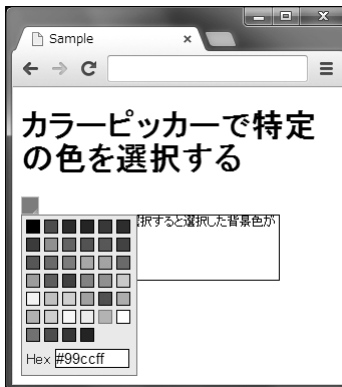 Sample
カラーピッカーで特定
の色を選択する
択すると選択した背景色が
Hex #99ccff